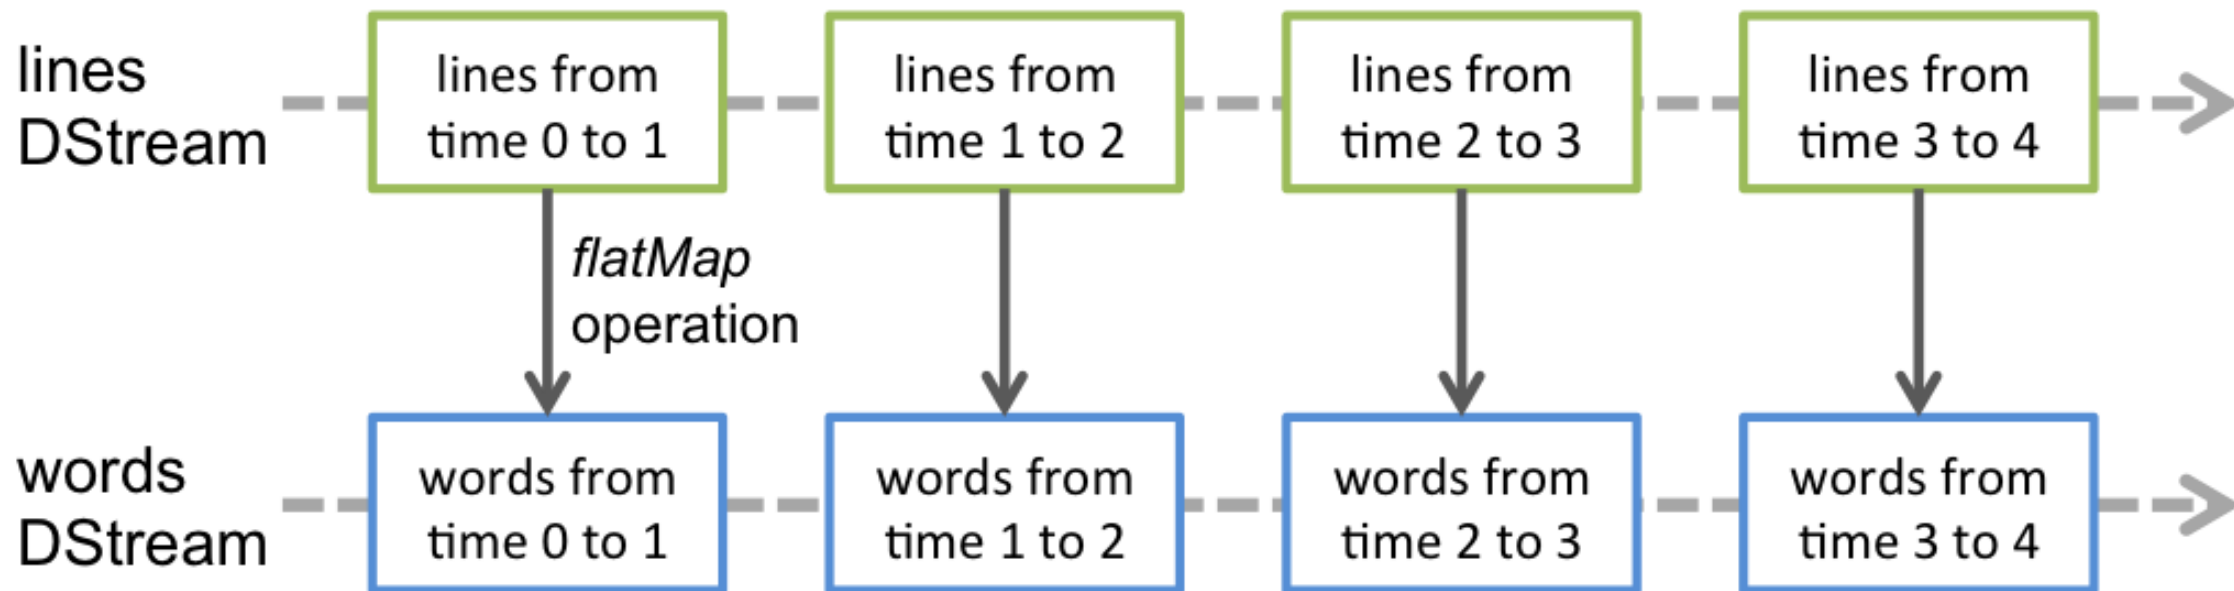 lines
DStream
lines from
time 0 to 1
lines from
time 1 to 2
lines from
time 2 to 3
lines from
time 3 to 4
flatMap
operation
words
DStream
words from
time 0 to 1
words from
time 1 to 2
words from
time 2 to 3
words from
time 3 to 4